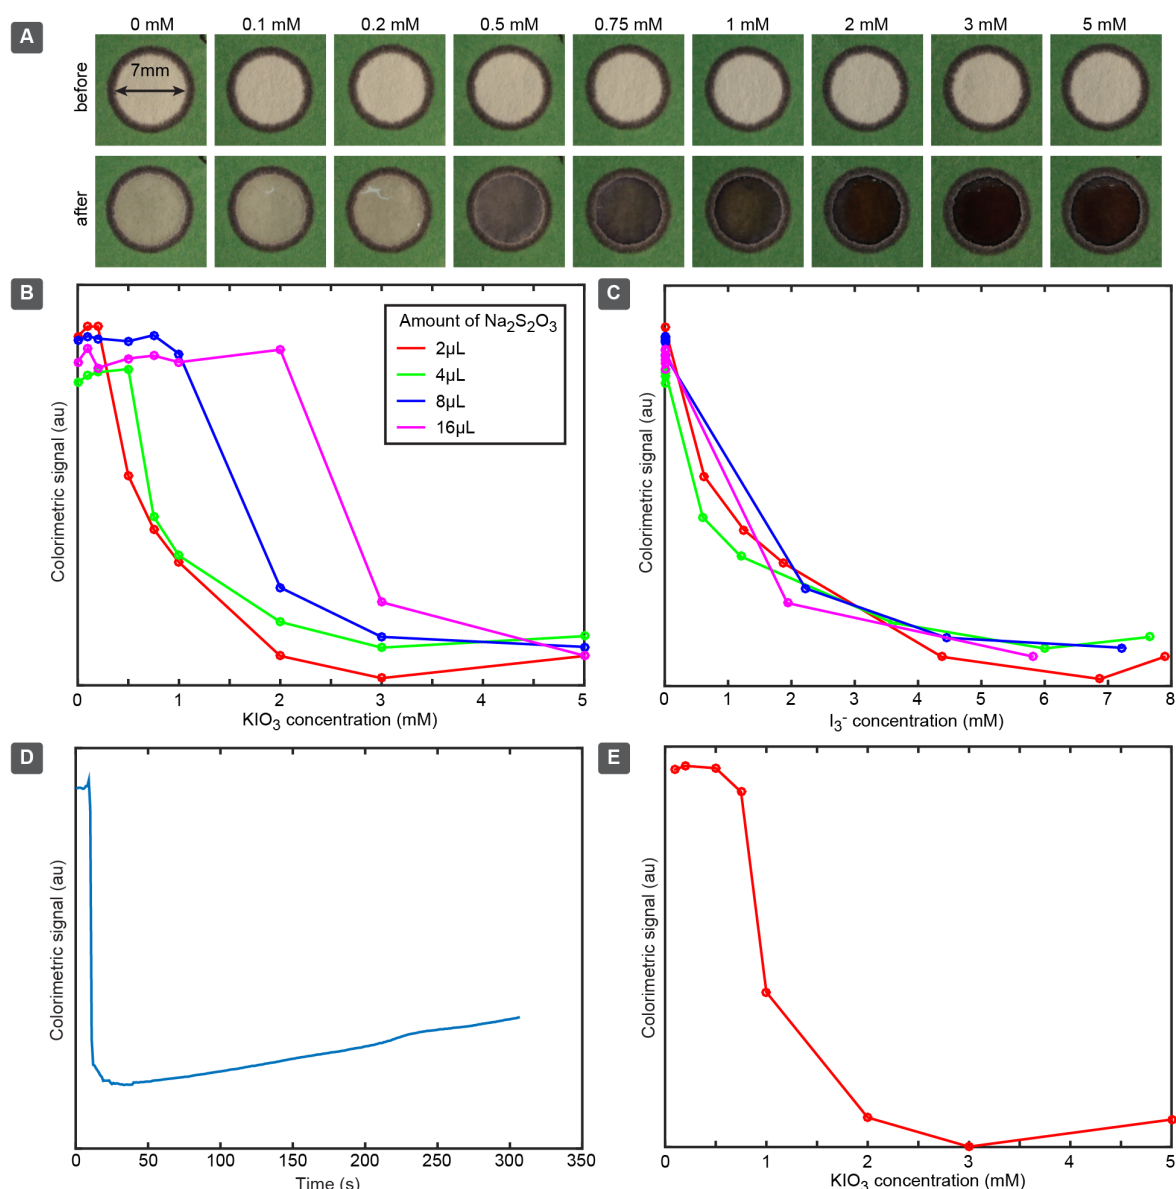 A
0 mM 0.1 mM 0.2 mM 0.5 mM 0.75 mM 1 mM 2 mM 3 mM 5 mM
before
7mm
after
B
Colorimetric signal (au)
Amount of Na2S2O3
2µL
4µL
8µL
16µL
0 1 2 3 4 5
KIO3 concentration (mM)
C
Colorimetric signal (au)
0 1 2 3 4 5 6 7 8
I3- concentration (mM)
D
Colorimetric signal (au)
0 50 100 150 200 250 300 350
Time (s)
E
Colorimetric signal (au)
0 1 2 3 4 5
KIO3 concentration (mM)